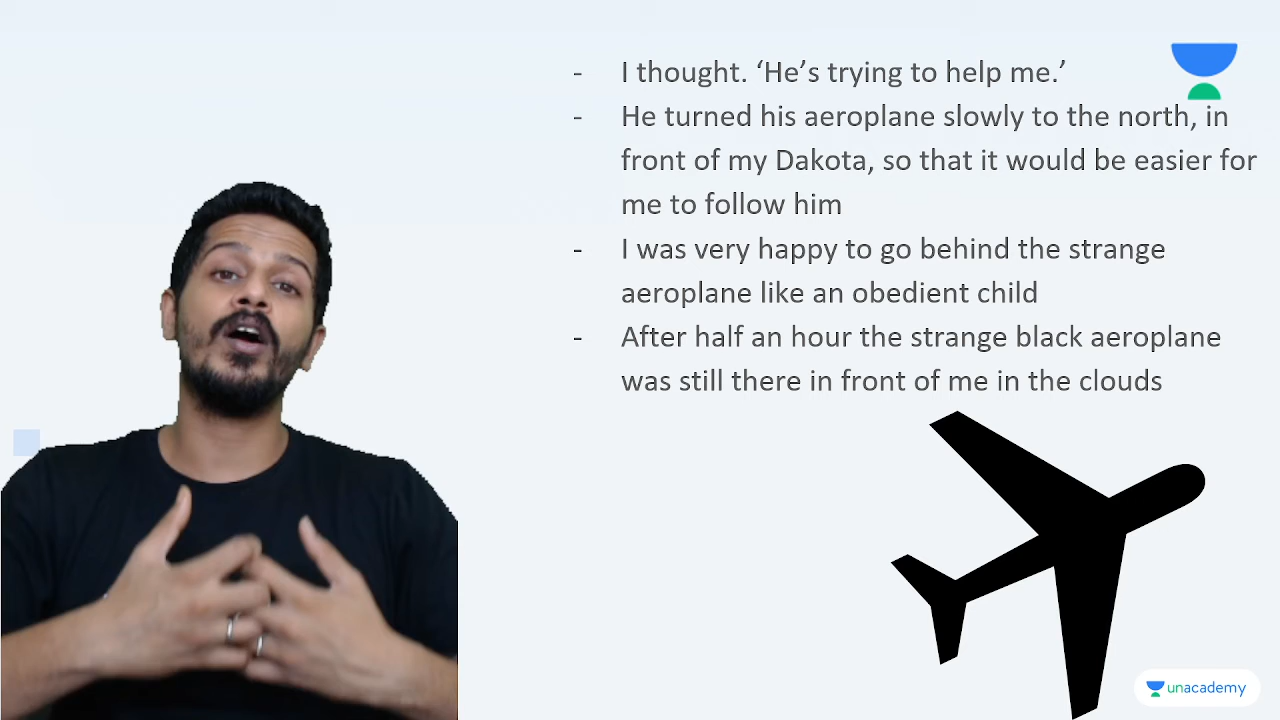 - I thought. ‘He’s trying to help me.’
- He turned his aeroplane slowly to the north, in
front of my Dakota, so that it would be easier for
me to follow him
- I was very happy to go behind the strange
aeroplane like an obedient child
- After half an hour the strange black aeroplane
was still there in front of me in the clouds
unacademy